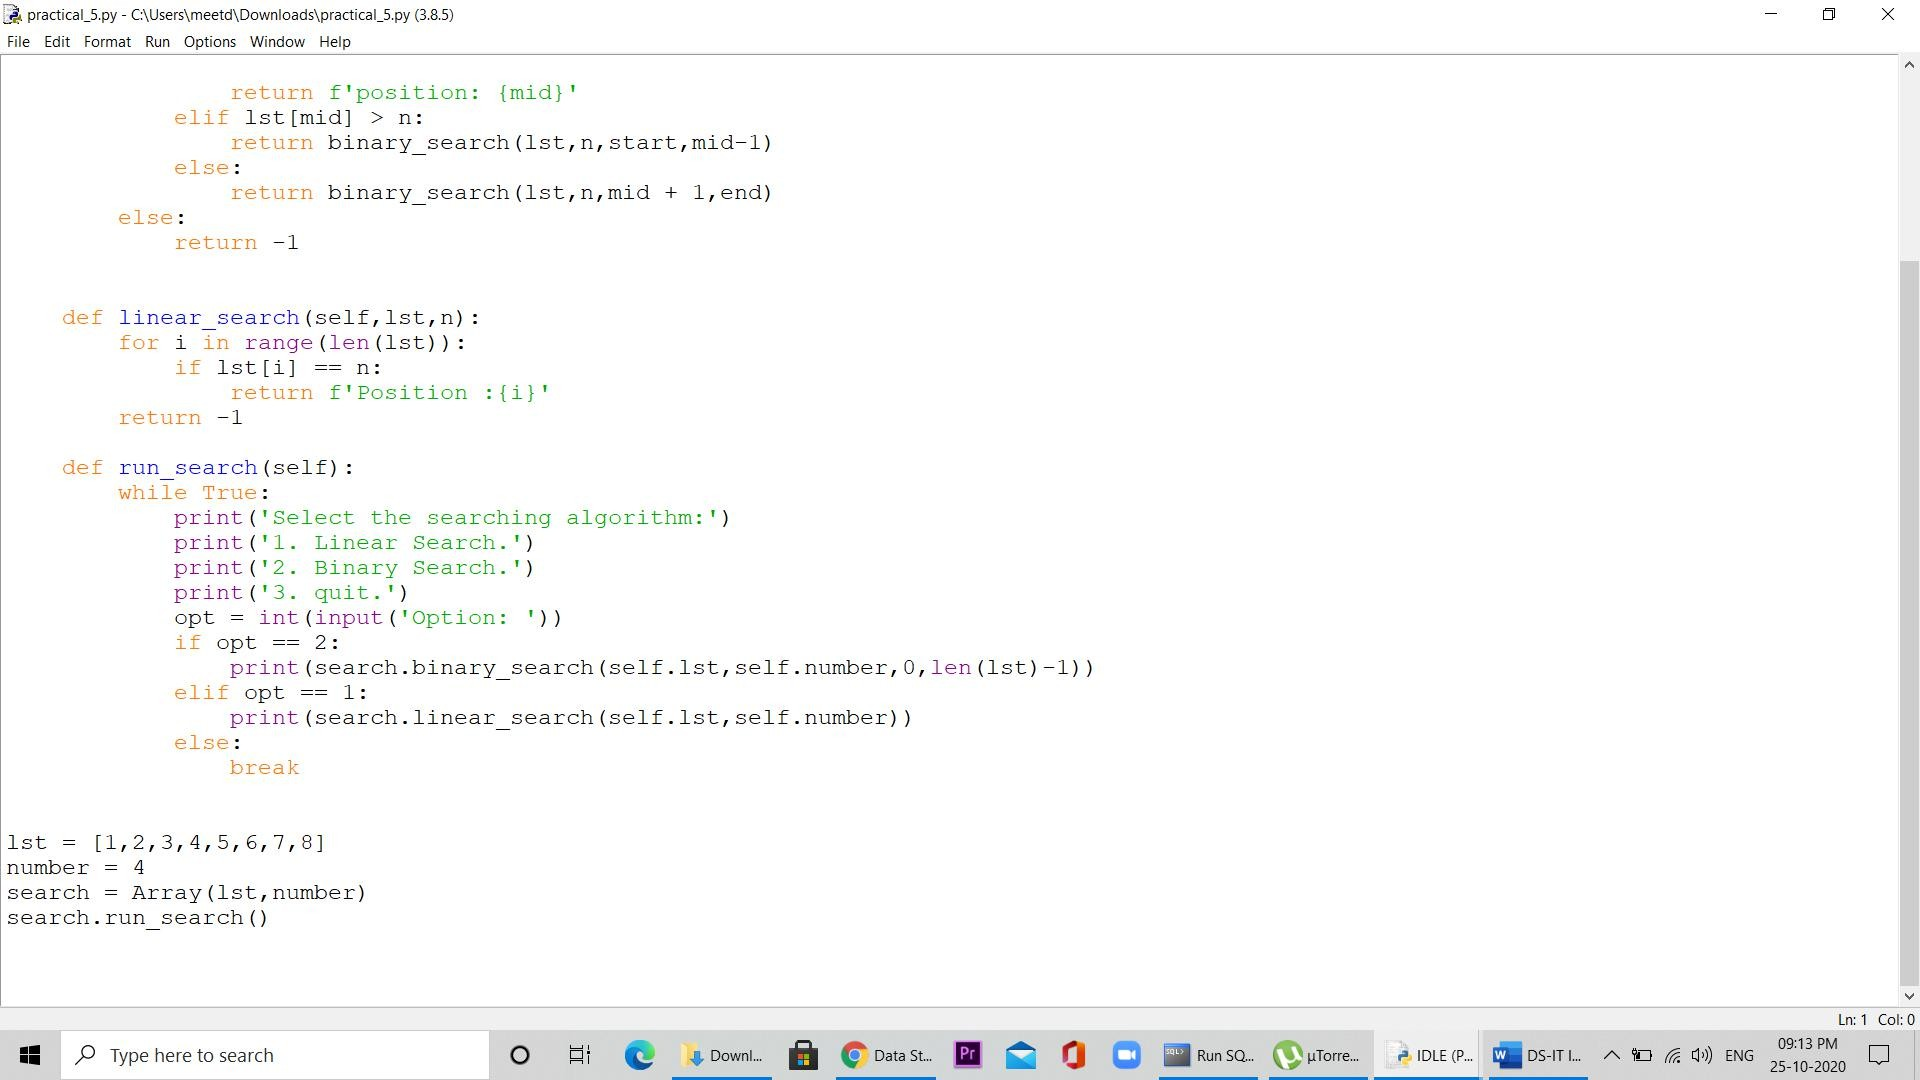 practical_5.py - C:\Users\meetd\Downloads\practical_5.py (3.8.5)
File Edit Format Run Options Window Help
            return f'position: {mid}'
        elif lst[mid] > n:
            return binary_search(lst,n,start,mid-1)
        else:
            return binary_search(lst,n,mid + 1,end)
    else:
        return -1
def linear_search(self,lst,n):
    for i in range(len(lst)):
        if lst[i] == n:
            return f'Position :{i}'
    return -1
def run_search(self):
    while True:
        print('Select the searching algorithm:')
        print('1. Linear Search.')
        print('2. Binary Search.')
        print('3. quit.')
        opt = int(input('Option: '))
        if opt == 2:
            print(search.binary_search(self.lst,self.number,0,len(lst)-1))
        elif opt == 1:
            print(search.linear_search(self.lst,self.number))
        else:
            break
lst = [1,2,3,4,5,6,7,8]
number = 4
search = Array(lst,number)
search.run_search()
Ln: 1 Col: 0
Type here to search
Downl...
Data St...
Pr
SQL>
Run SQ...
µTorre...
IDLE (P...
W
DS-IT I...
ENG
09:13 PM
25-10-2020